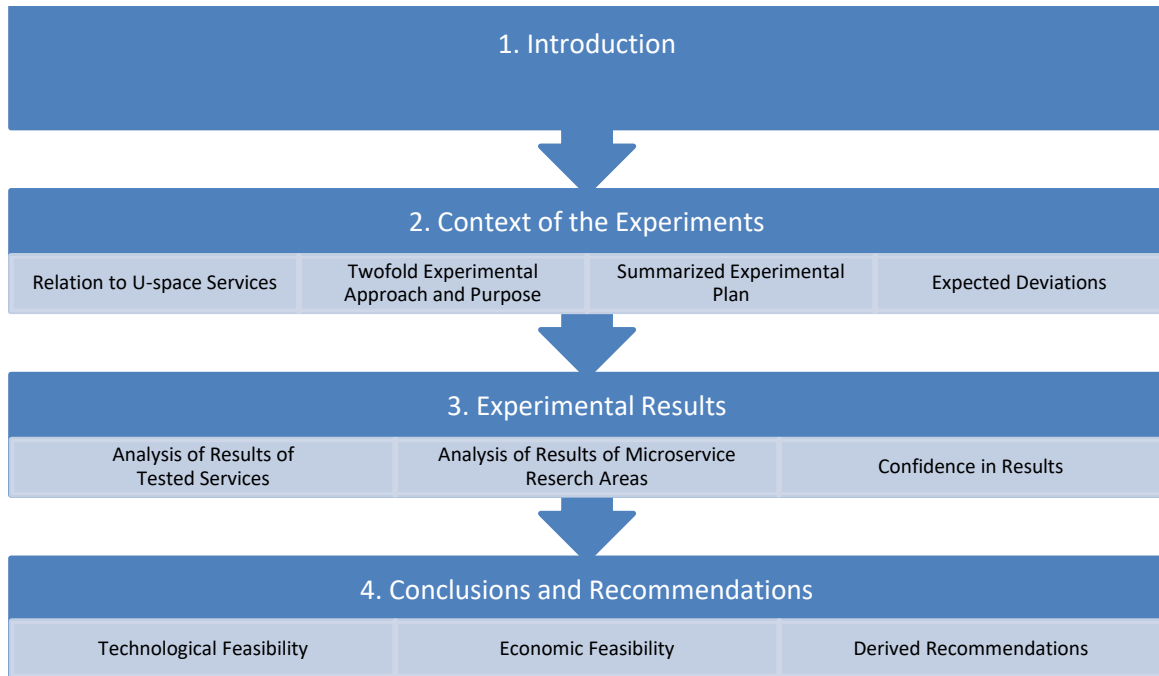 1. Introduction
2. Context of the Experiments
Relation to U-space Services
Twofold Experimental
Approach and Purpose
Summarized Experimental
Plan
Expected Deviations
3. Experimental Results
Analysis of Results of
Tested Services
Analysis of Results of Microservice
Reserch Areas
Confidence in Results
4. Conclusions and Recommendations
Technological Feasibility
Economic Feasibility
Derived Recommendations